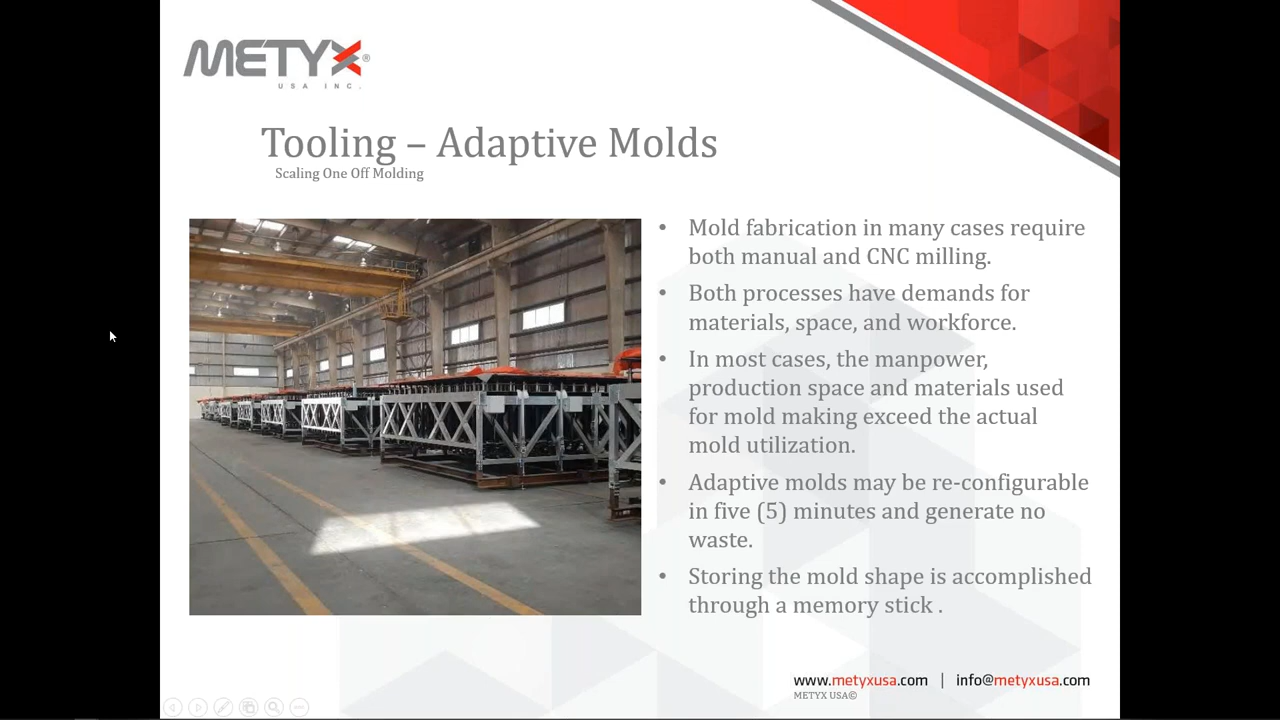 METYX®
USA INC.
Tooling – Adaptive Molds
Scaling One Off Molding
• Mold fabrication in many cases require
both manual and CNC milling.
• Both processes have demands for
materials, space, and workforce.
• In most cases, the manpower,
production space and materials used
for mold making exceed the actual
mold utilization.
• Adaptive molds may be re-configurable
in five (5) minutes and generate no
waste.
• Storing the mold shape is accomplished
through a memory stick .
www.metyxusa.com | info@metyxusa.com
METYX USA©